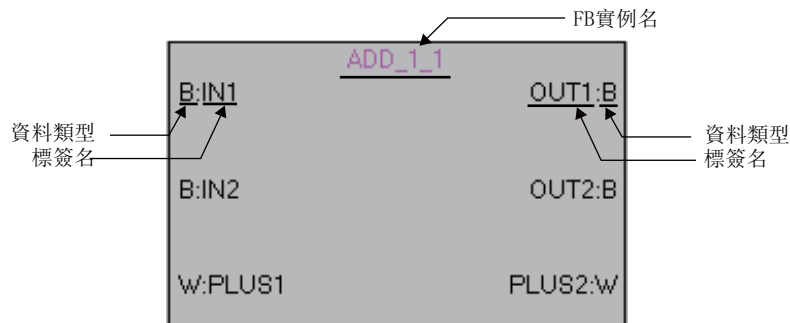 FB實例名
ADD_1_1
B:IN1
OUT1:B
資料類型
標簽名
資料類型
標簽名
B:IN2
OUT2:B
W:PLUS1
PLUS2:W